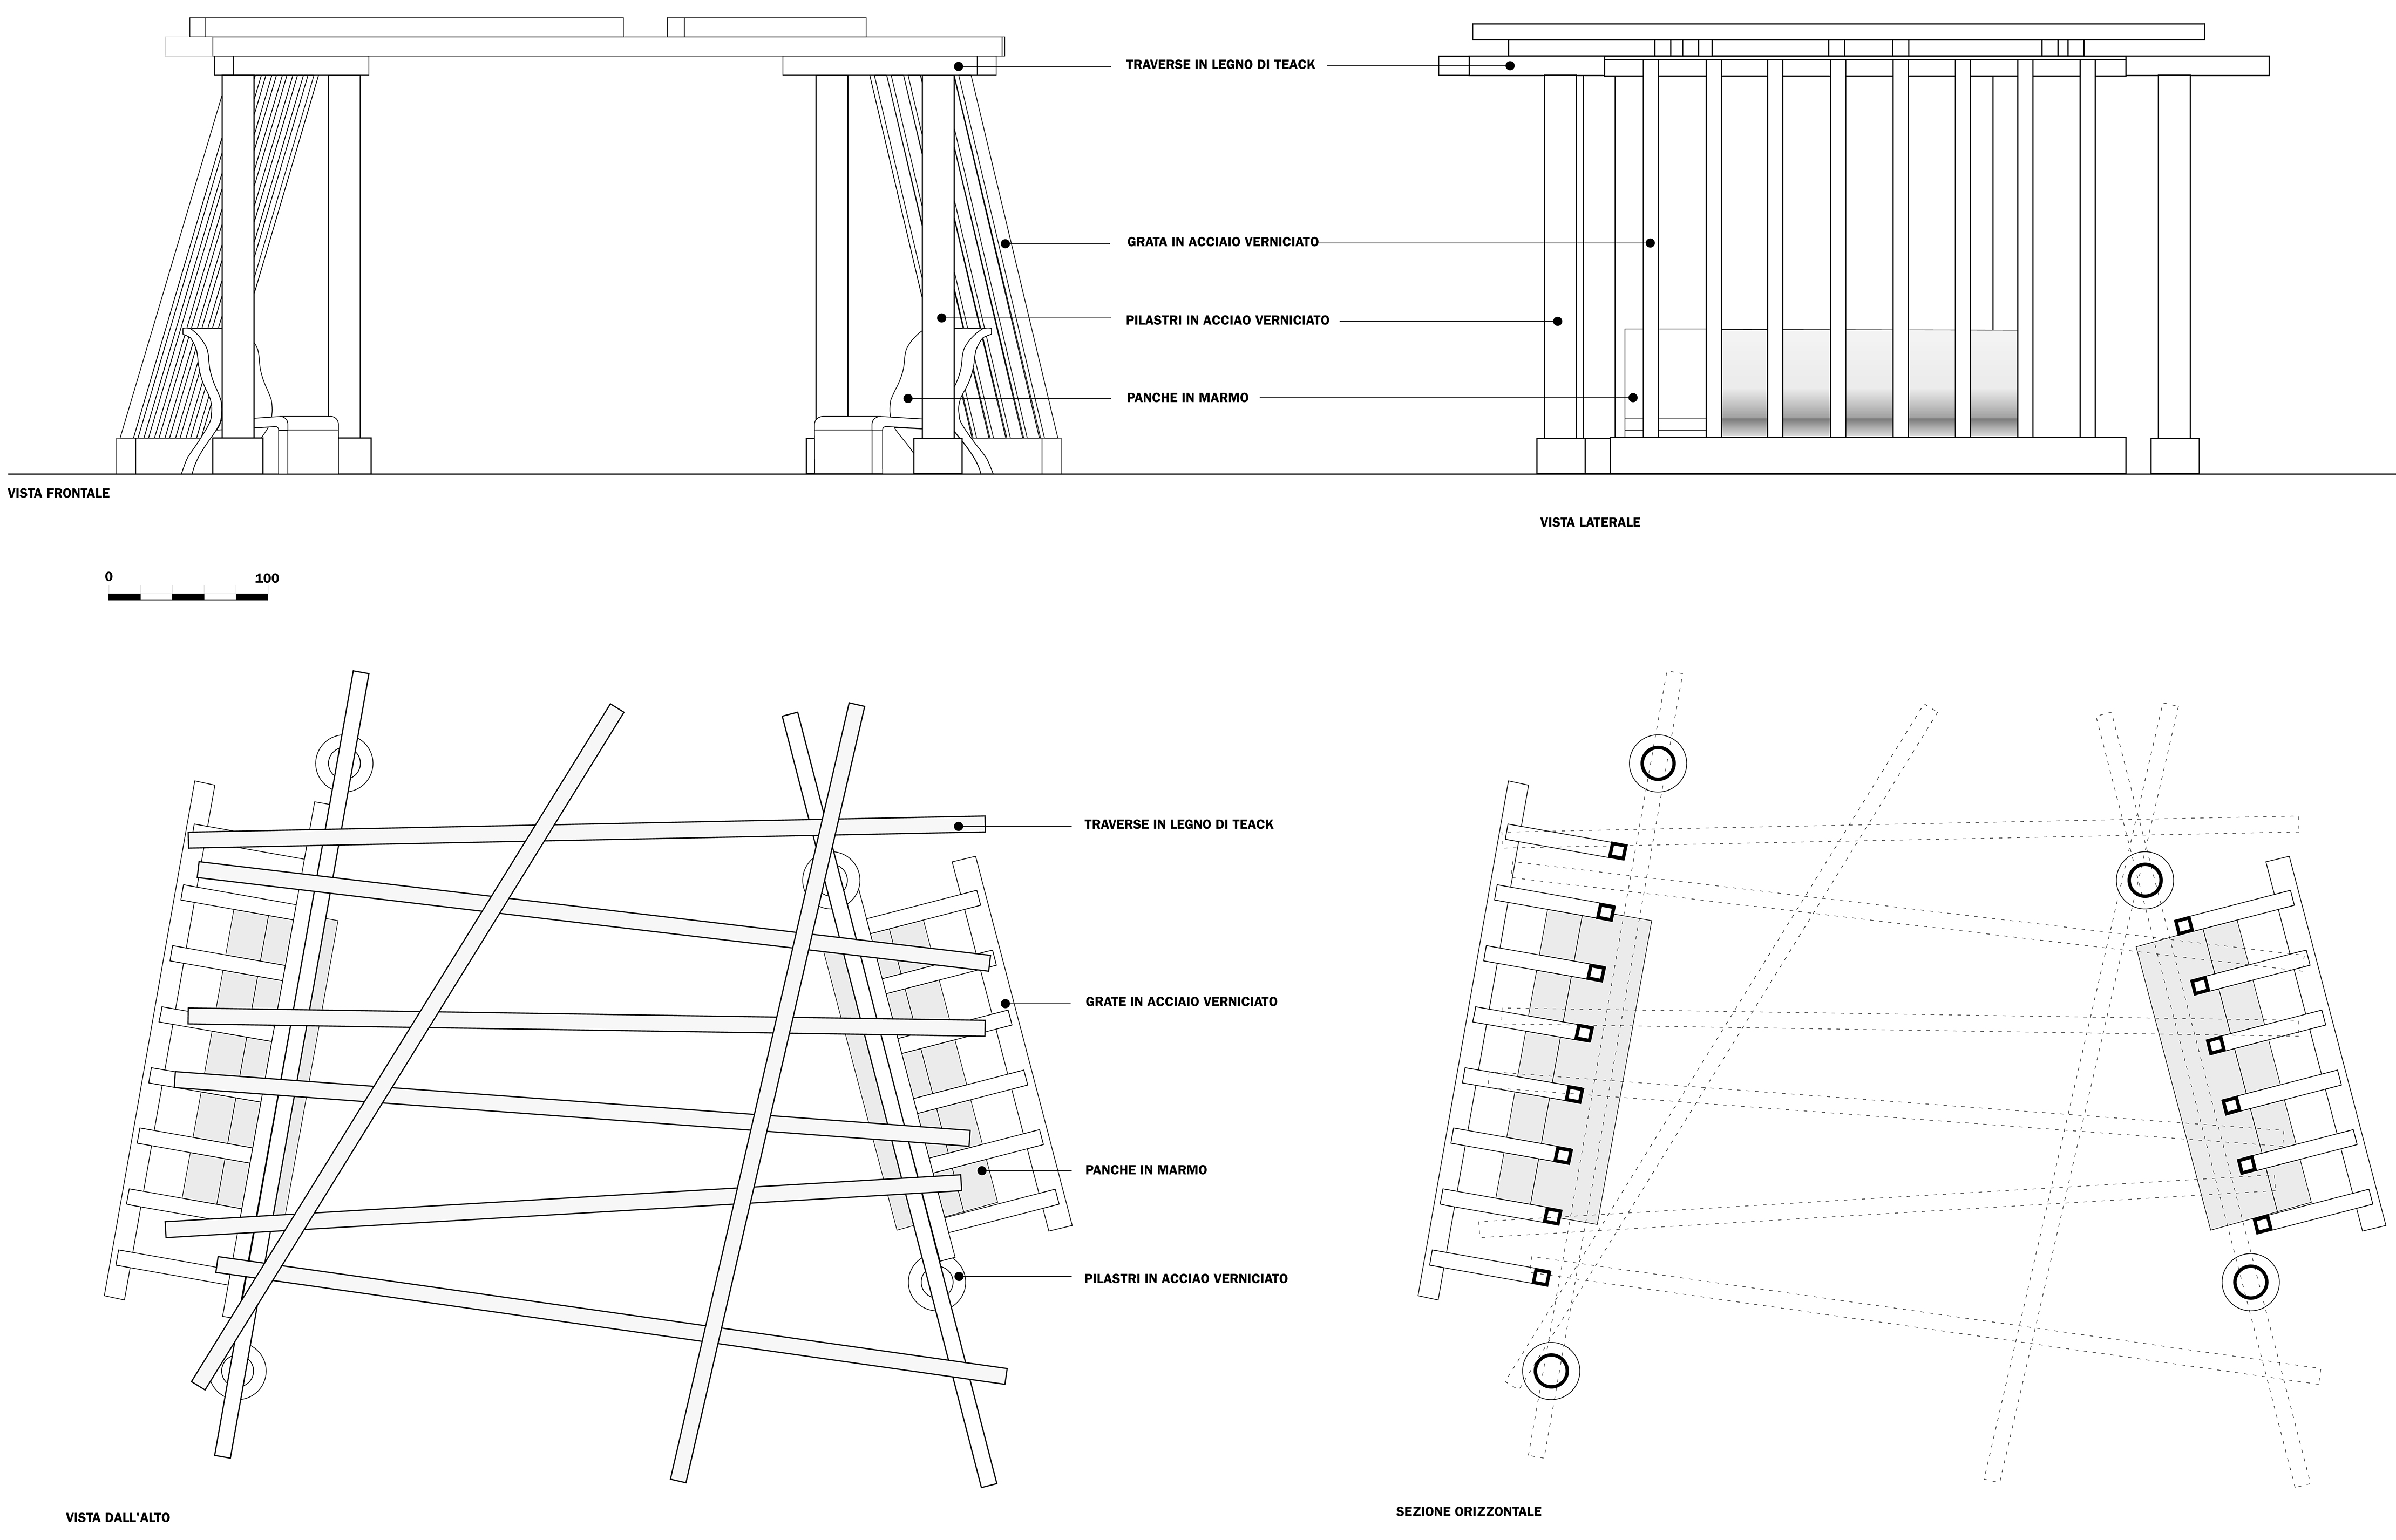 TRAVERSE IN LEGNO DI TEACK
GRATA IN ACCIAIO VERNICIATO
PILASTRI IN ACCIAO VERNICIATO
PANCHE IN MARMO
VISTA FRONTALE
VISTA LATERALE
0 100
TRAVERSE IN LEGNO DI TEACK
GRATE IN ACCIAIO VERNICIATO
PANCHE IN MARMO
PILASTRI IN ACCIAO VERNICIATO
VISTA DALL'ALTO
SEZIONE ORIZZONTALE